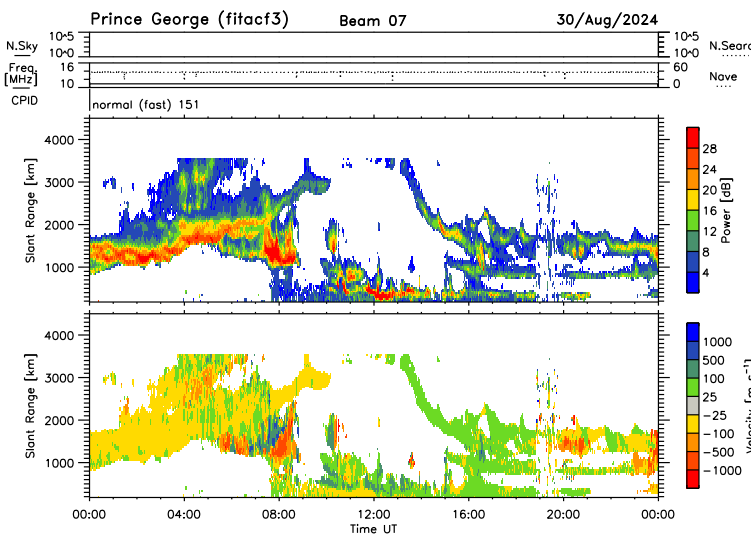 Prince George (fitacf3) Beam 07 30/Aug/2024
N.Sky 10^5 10^5 N.Sear
10^0 10^0
Freq 16 60 Nave
[MHz] 10 0
CPID normal (fast) 151
4000
3000
2000
1000
Slant Range [km]
28
24
20
16
12
8
4
Power [dB]
4000
3000
2000
1000
Slant Range [km]
1000
500
100
25
−25
−100
−500
−1000
Velocity [m s⁻¹]
00:00 04:00 08:00 12:00 16:00 20:00 00:00
Time UT